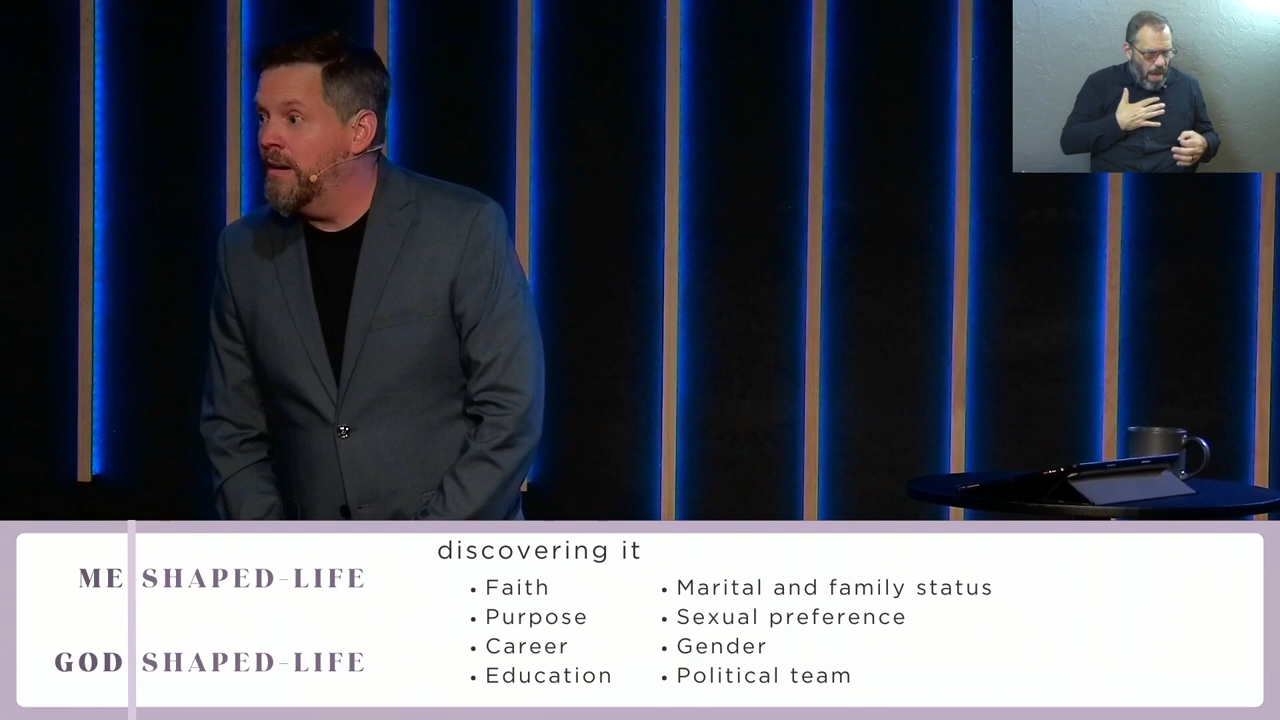 ME-SHAPED-LIFE
GOD-SHAPED-LIFE
discovering it
• Faith
• Purpose
• Career
• Education
• Marital and family status
• Sexual preference
• Gender
• Political team